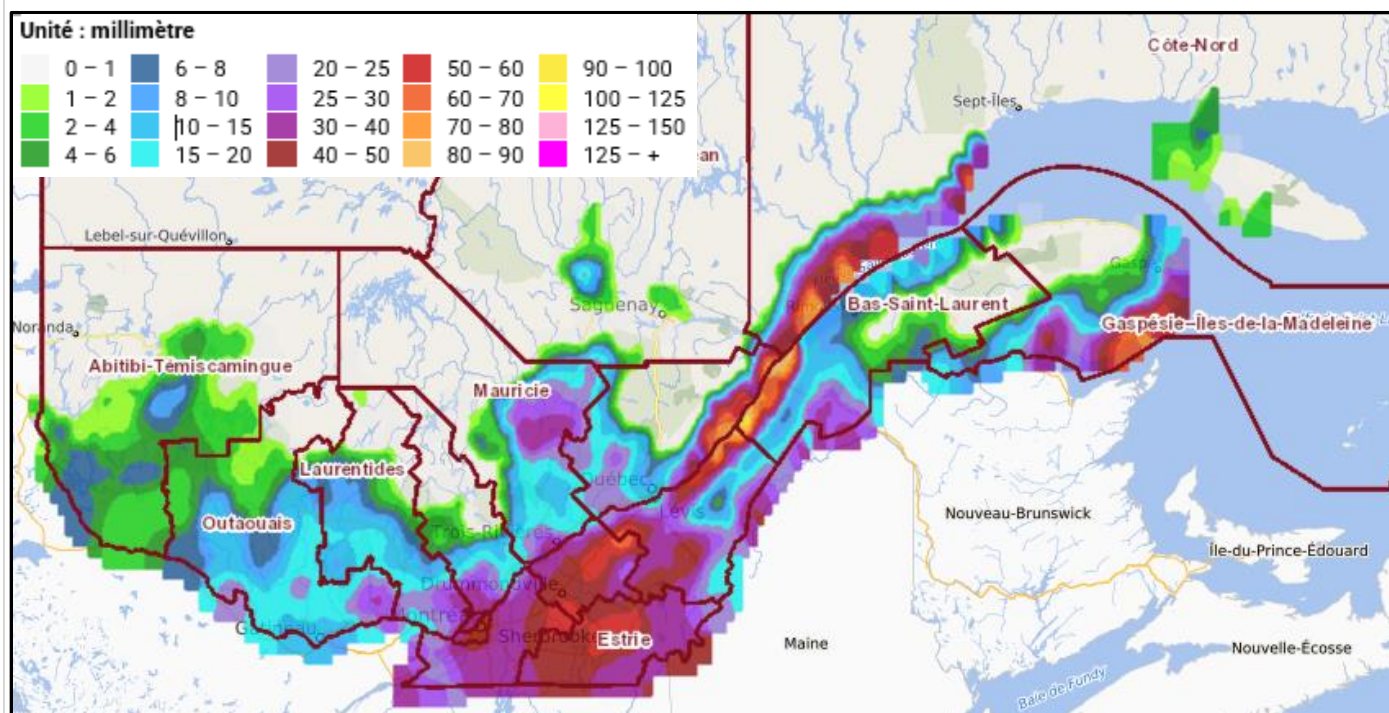 Unité : millimètre
0 – 1
6 – 8
20 – 25
50 – 60
90 – 100
1 – 2
8 – 10
25 – 30
60 – 70
100 – 125
2 – 4
10 – 15
30 – 40
70 – 80
125 – 150
4 – 6
15 – 20
40 – 50
80 – 90
125 – +
Côte-Nord
Sept-Îles
ean
Lebel-sur-Quévillon
Gaspé
Saguenay
Bas-Saint-Laurent
Noranda
Gaspésie–Îles-de-la-Madeleine
Abitibi-Témiscamingue
Mauricie
Laurentides
Québec
Lévis
Outaouais
Nouveau-Brunswick
Trois-Rivières
Île-du-Prince-Édouard
Drummondville
Montréal
Gatineau
Sherbrooke
Estrie
Maine
Nouvelle-Écosse
Baie de Fundy